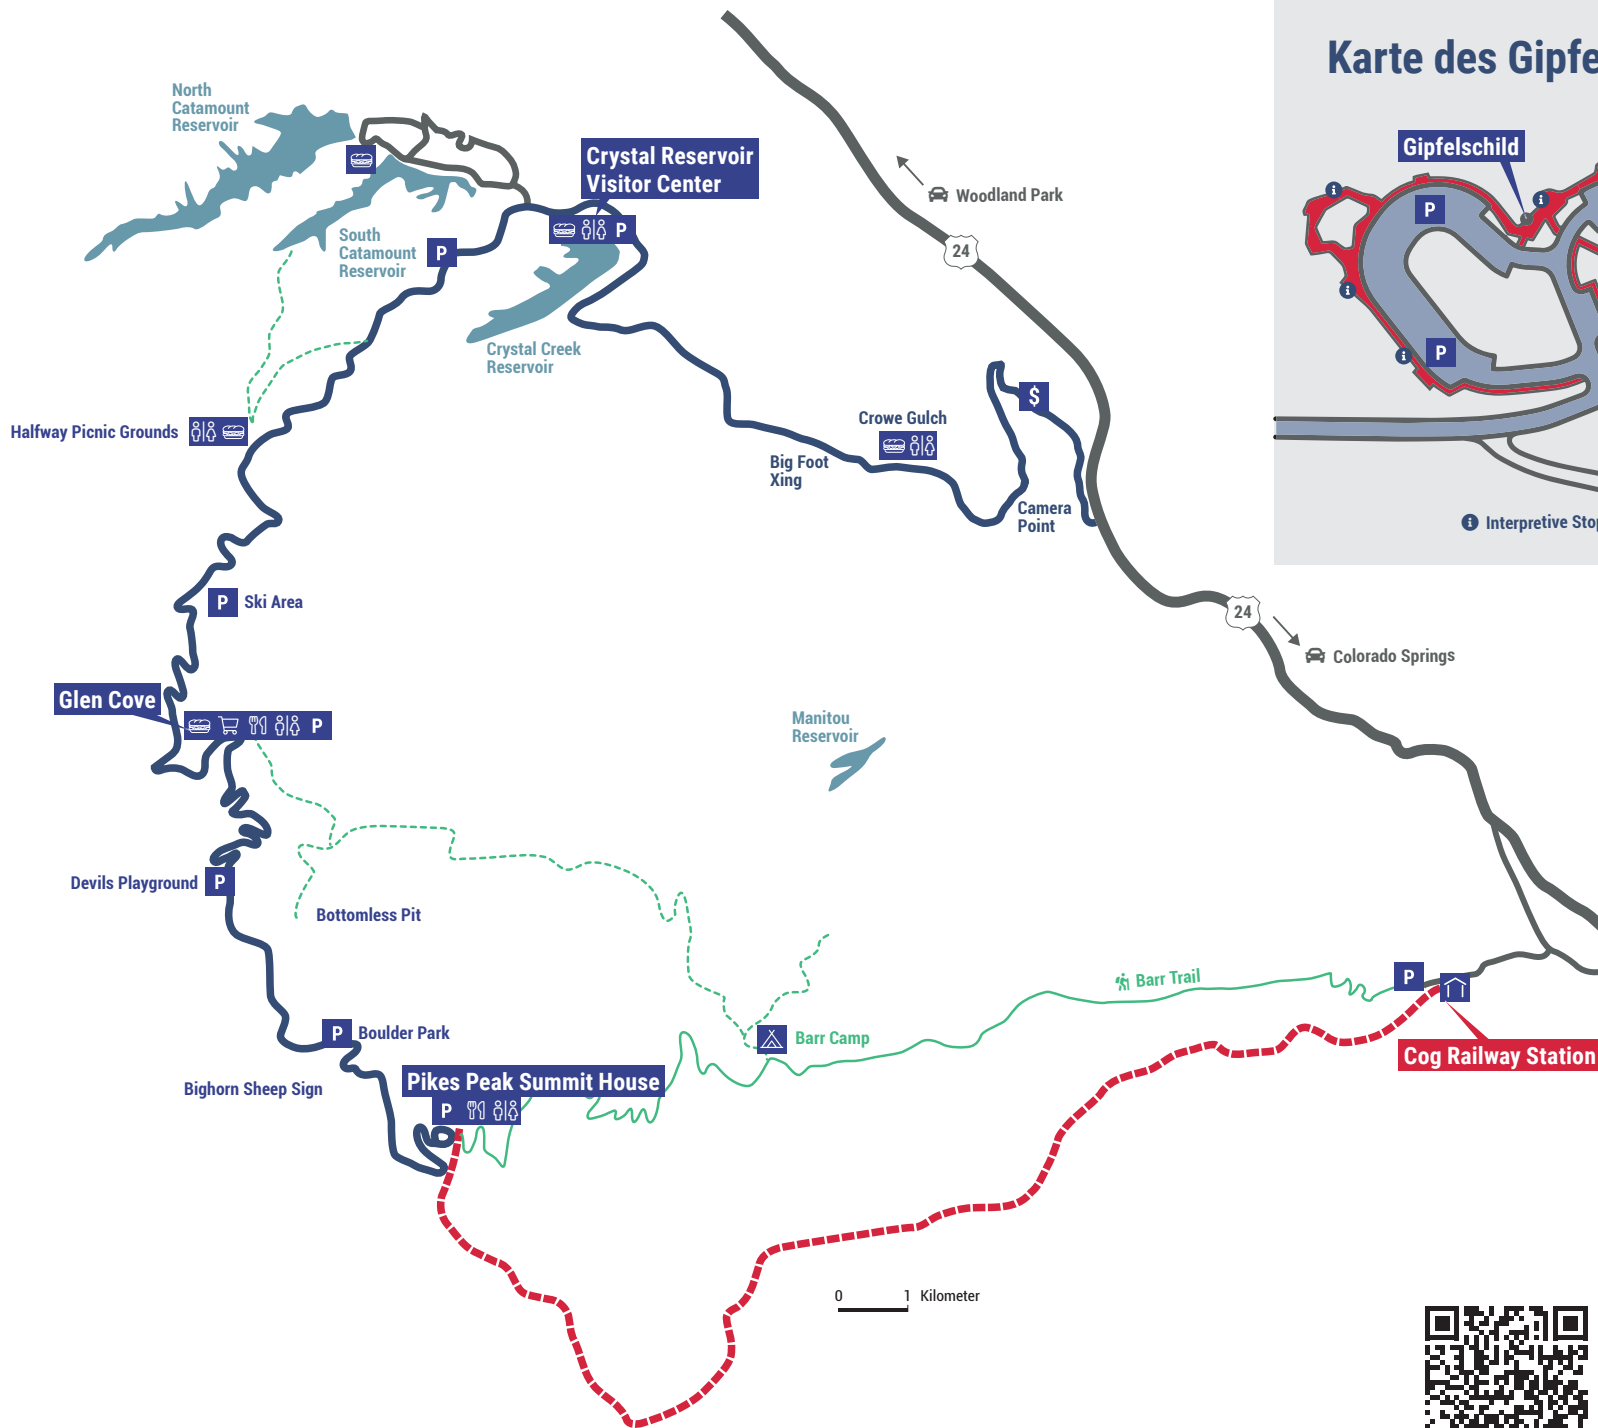 Karte des Gipfe
North
Catamount
Reservoir
Crystal Reservoir
Visitor Center
Gipfelschild
P
P
Woodland Park
24
South
Catamount
Reservoir
P
P
Crystal Creek
Reservoir
$
Crowe Gulch
Halfway Picnic Grounds
Big Foot
Xing
Camera
Point
Interpretive Stop
P
Ski Area
24
Colorado Springs
Glen Cove
P
Manitou
Reservoir
Devils Playground
P
Bottomless Pit
Barr Trail
P
P
Boulder Park
Barr Camp
Cog Railway Station
Pikes Peak Summit House
P
Bighorn Sheep Sign
0 1 Kilometer